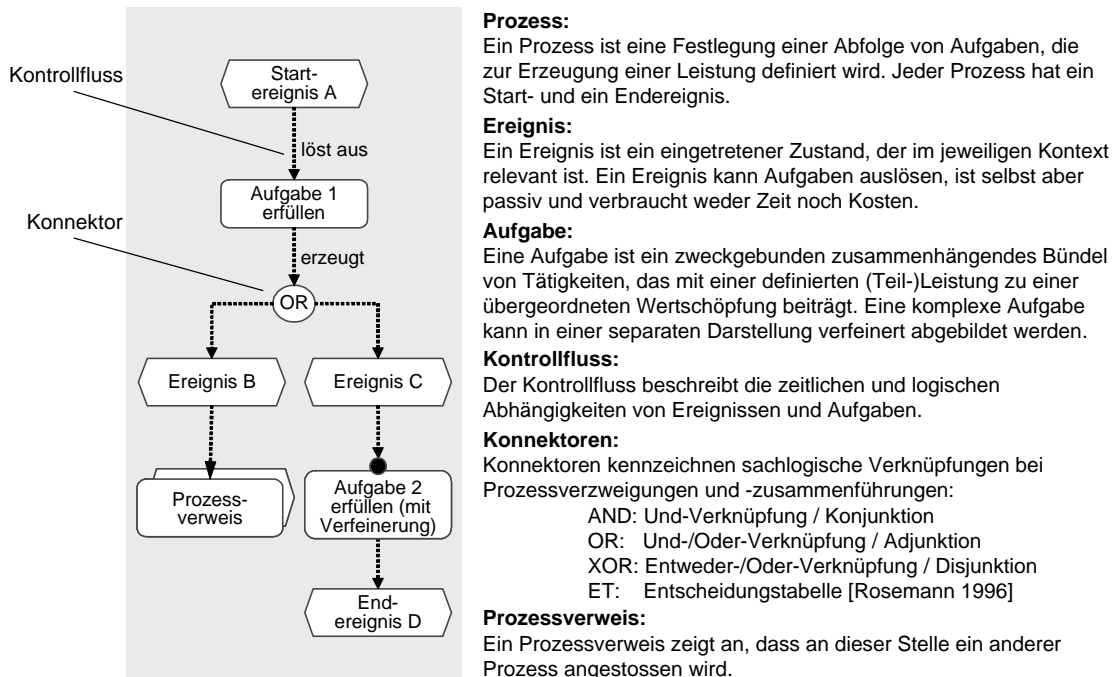 Kontrollfluss
Start-
ereignis A
löst aus
Aufgabe 1
erfüllen
Konnektor
erzeugt
OR
Ereignis B
Ereignis C
Prozess-
verweis
Aufgabe 2
erfüllen (mit
Verfeinerung)
End-
ereignis D
Prozess:
Ein Prozess ist eine Festlegung einer Abfolge von Aufgaben, die
zur Erzeugung einer Leistung definiert wird. Jeder Prozess hat ein
Start- und ein Endereignis.
Ereignis:
Ein Ereignis ist ein eingetretener Zustand, der im jeweiligen Kontext
relevant ist. Ein Ereignis kann Aufgaben auslösen, ist selbst aber
passiv und verbraucht weder Zeit noch Kosten.
Aufgabe:
Eine Aufgabe ist ein zweckgebunden zusammenhängendes Bündel
von Tätigkeiten, das mit einer definierten (Teil-)Leistung zu einer
übergeordneten Wertschöpfung beiträgt. Eine komplexe Aufgabe
kann in einer separaten Darstellung verfeinert abgebildet werden.
Kontrollfluss:
Der Kontrollfluss beschreibt die zeitlichen und logischen
Abhängigkeiten von Ereignissen und Aufgaben.
Konnektoren:
Konnektoren kennzeichnen sachlogische Verknüpfungen bei
Prozessverzweigungen und -zusammenführungen:
AND: Und-Verknüpfung / Konjunktion
OR: Und-/Oder-Verknüpfung / Adjunktion
XOR: Entweder-/Oder-Verknüpfung / Disjunktion
ET: Entscheidungstabelle [Rosemann 1996]
Prozessverweis:
Ein Prozessverweis zeigt an, dass an dieser Stelle ein anderer
Prozess angestossen wird.